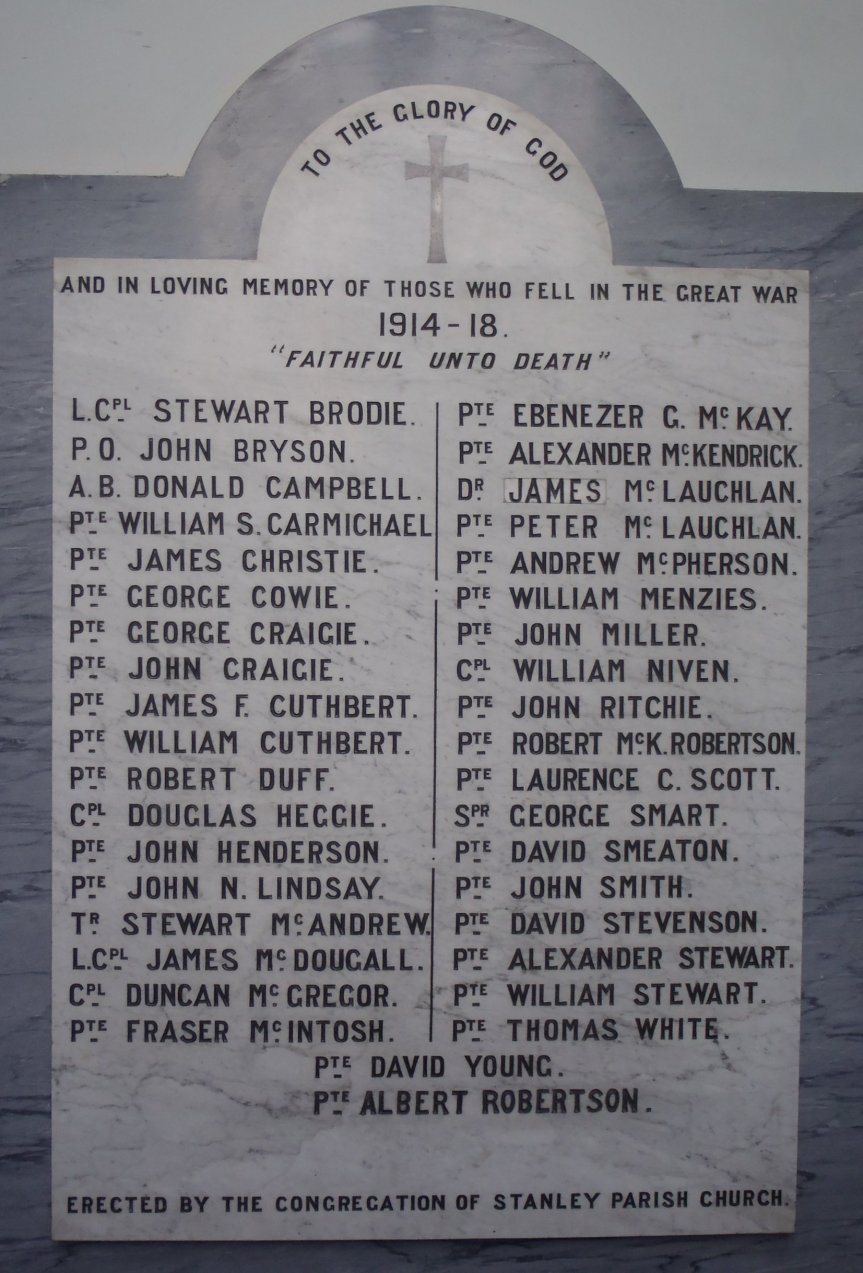 TO THE GLORY OF GOD
AND IN LOVING MEMORY OF THOSE WHO FELL IN THE GREAT WAR
1914-18.
"FAITHFUL UNTO DEATH"
L.CPL STEWART BRODIE.
P.O. JOHN BRYSON.
A.B. DONALD CAMPBELL.
PTE WILLIAM S. CARMICHAEL
PTE JAMES CHRISTIE.
PTE GEORGE COWIE.
PTE GEORGE CRAIGIE.
PTE JOHN CRAIGIE.
PTE JAMES F. CUTHBERT.
PTE WILLIAM CUTHBERT.
PTE ROBERT DUFF.
CPL DOUGLAS HEGGIE.
PTE JOHN HENDERSON.
PTE JOHN N. LINDSAY.
TR STEWART McANDREW.
L.CPL JAMES McDOUGALL.
CPL DUNCAN McGREGOR.
PTE FRASER McINTOSH.
PTE EBENEZER G. McKAY.
PTE ALEXANDER McKENDRICK.
DR JAMES McLAUCHLAN.
PTE PETER McLAUCHLAN.
PTE ANDREW McPHERSON.
PTE WILLIAM MENZIES.
PTE JOHN MILLER.
CPL WILLIAM NIVEN.
PTE JOHN RITCHIE.
PTE ROBERT McK. ROBERTSON.
PTE LAURENCE C. SCOTT.
SPR GEORGE SMART.
PTE DAVID SMEATON.
PTE JOHN SMITH.
PTE DAVID STEVENSON.
PTE ALEXANDER STEWART.
PTE WILLIAM STEWART.
PTE THOMAS WHITE.
PTE DAVID YOUNG.
PTE ALBERT ROBERTSON.
ERECTED BY THE CONGREGATION OF STANLEY PARISH CHURCH.